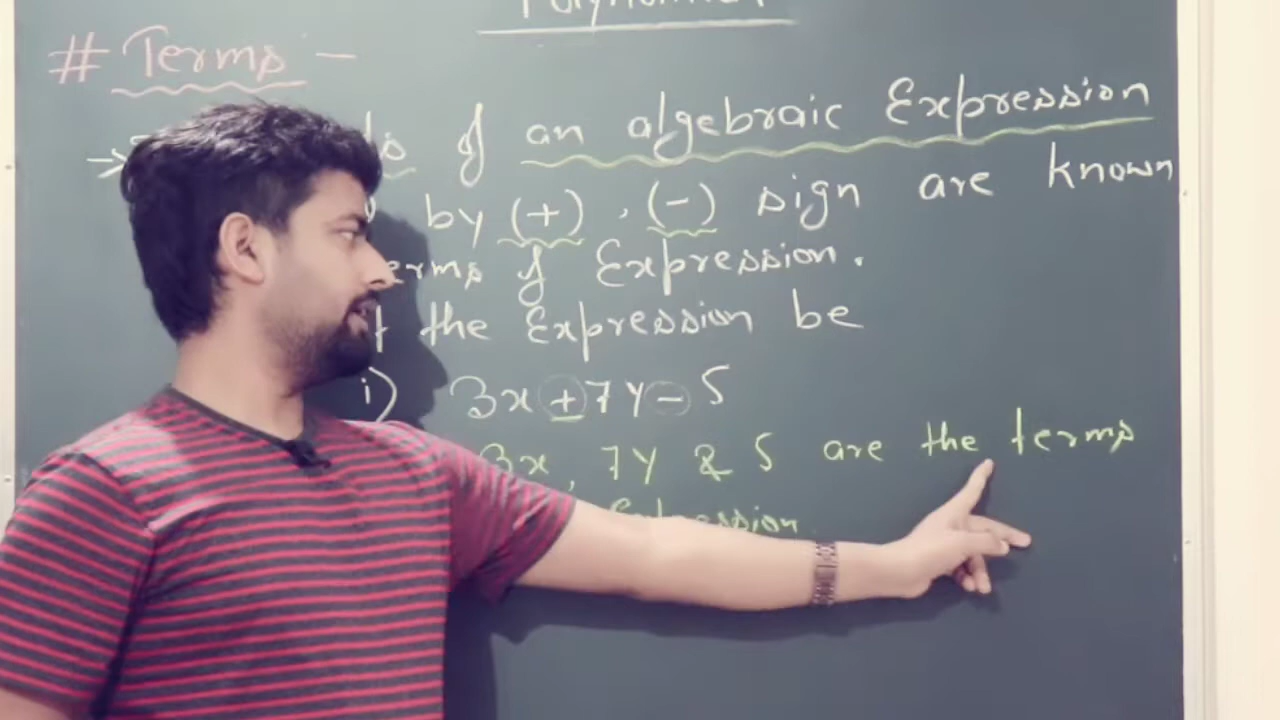 # Terms -
of an algebraic Expression
by (+), (-) sign are known
of Expression.
the Expression be
i) 3x + 7y - 5
3x, 7y & 5 are the terms